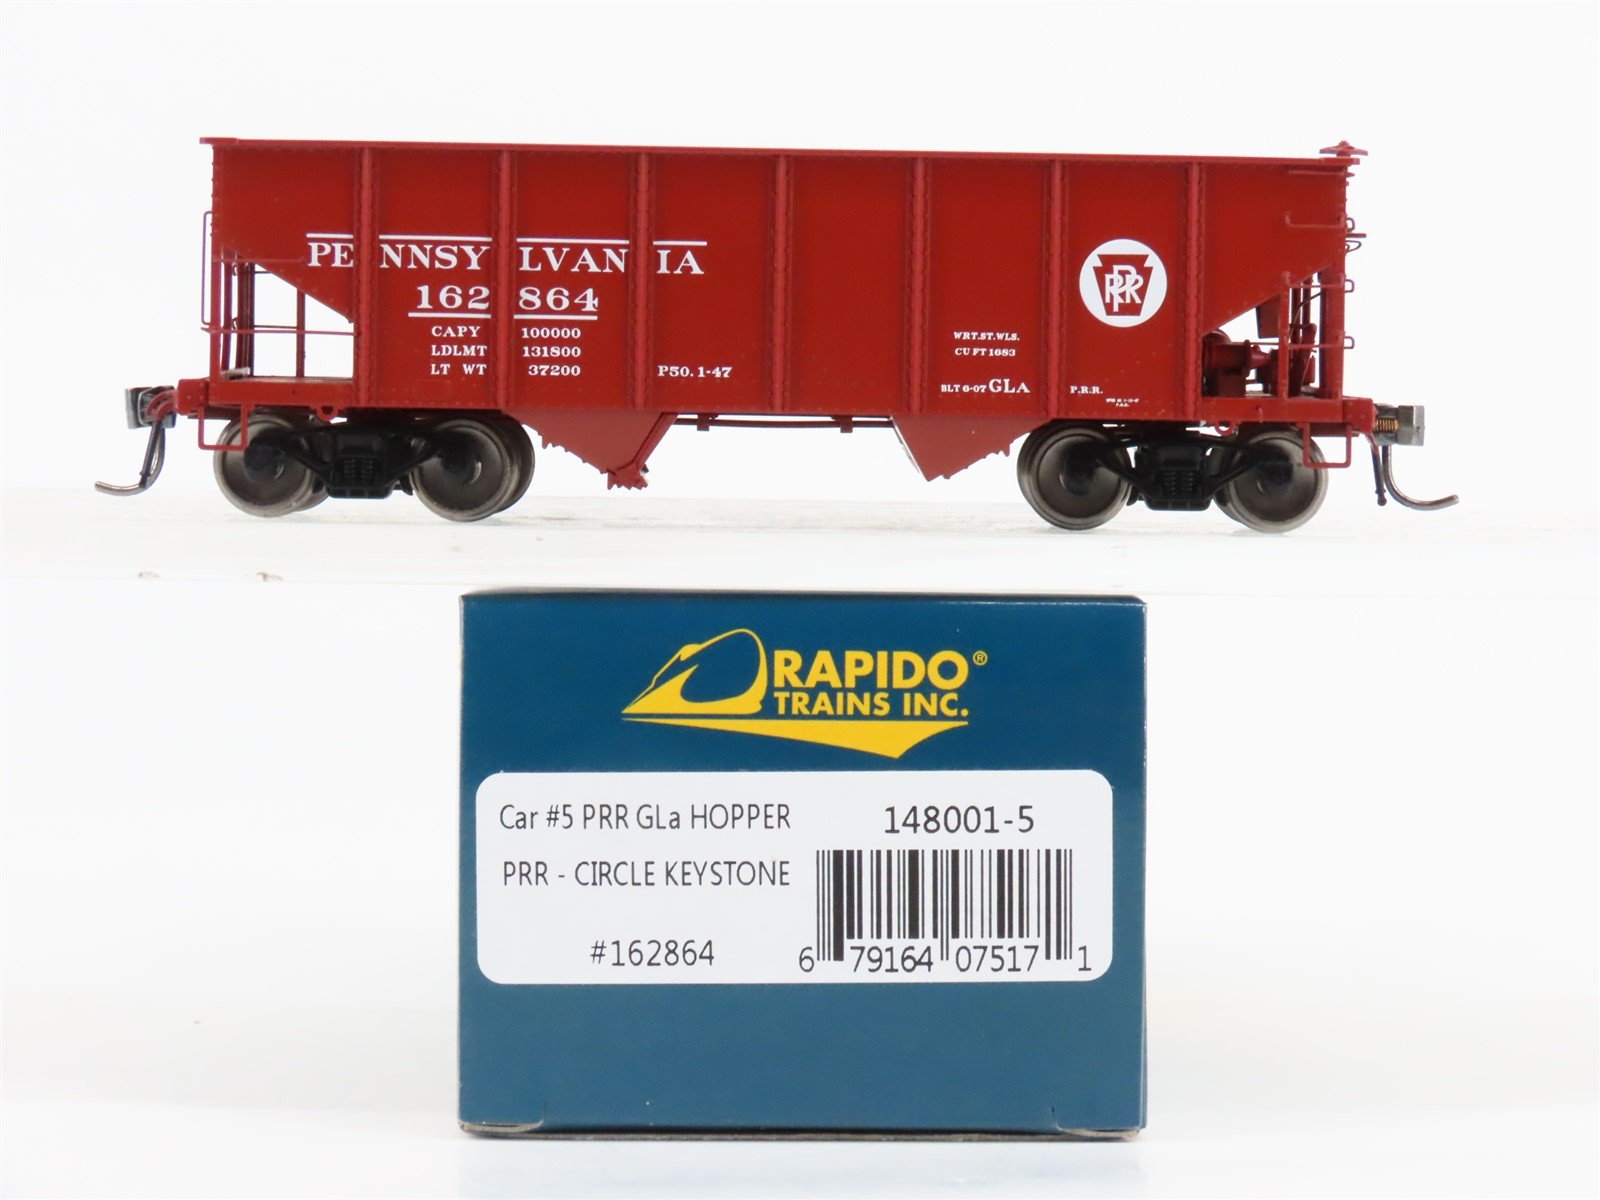 PENNSYLVANIA
162864
CAPY 100000
LDLMT 131800
LT WT 37200
P50.1-47
WRT.ST.WLS.
CU FT 1683
BLT 6-07 GLA
P.R.R.
PRR
RAPIDO®
TRAINS INC.
Car #5 PRR GLa HOPPER
148001-5
PRR - CIRCLE KEYSTONE
#162864
6 79164 07517 1